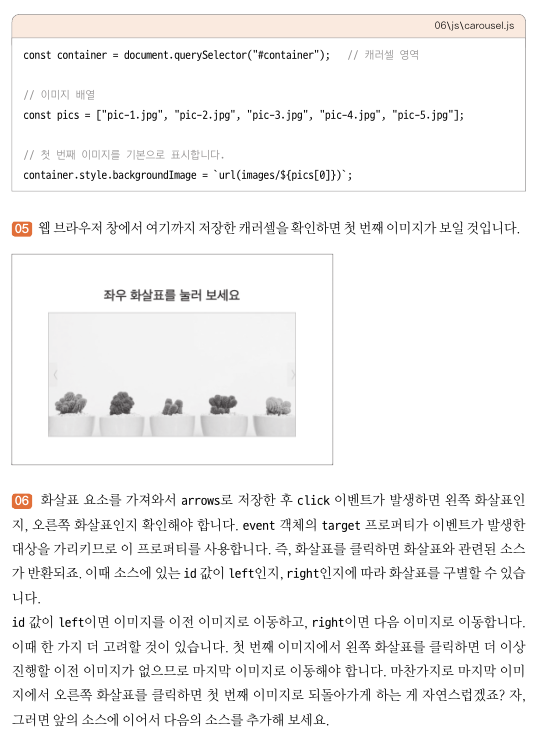 06\js\carousel.js
const container = document.querySelector("#container");   // 캐러셀 영역
// 이미지 배열
const pics = ["pic-1.jpg", "pic-2.jpg", "pic-3.jpg", "pic-4.jpg", "pic-5.jpg"];
// 첫 번째 이미지를 기본으로 표시합니다.
container.style.backgroundImage = `url(images/${pics[0]})`;
05 웹 브라우저 창에서 여기까지 저장한 캐러셀을 확인하면 첫 번째 이미지가 보일 것입니다.
좌우 화살표를 눌러 보세요
06 화살표 요소를 가져와서 arrows로 저장한 후 click 이벤트가 발생하면 왼쪽 화살표인
지, 오른쪽 화살표인지 확인해야 합니다. event 객체의 target 프로퍼티가 이벤트가 발생한
대상을 가리키므로 이 프로퍼티를 사용합니다. 즉, 화살표를 클릭하면 화살표와 관련된 소스
가 반환되죠. 이때 소스에 있는 id 값이 left인지, right인지에 따라 화살표를 구별할 수 있습
니다.
id 값이 left이면 이미지를 이전 이미지로 이동하고, right이면 다음 이미지로 이동합니다.
이때 한 가지 더 고려할 것이 있습니다. 첫 번째 이미지에서 왼쪽 화살표를 클릭하면 더 이상
진행할 이전 이미지가 없으므로 마지막 이미지로 이동해야 합니다. 마찬가지로 마지막 이미
지에서 오른쪽 화살표를 클릭하면 첫 번째 이미지로 되돌아가게 하는 게 자연스럽겠죠? 자,
그러면 앞의 소스에 이어서 다음의 소스를 추가해 보세요.